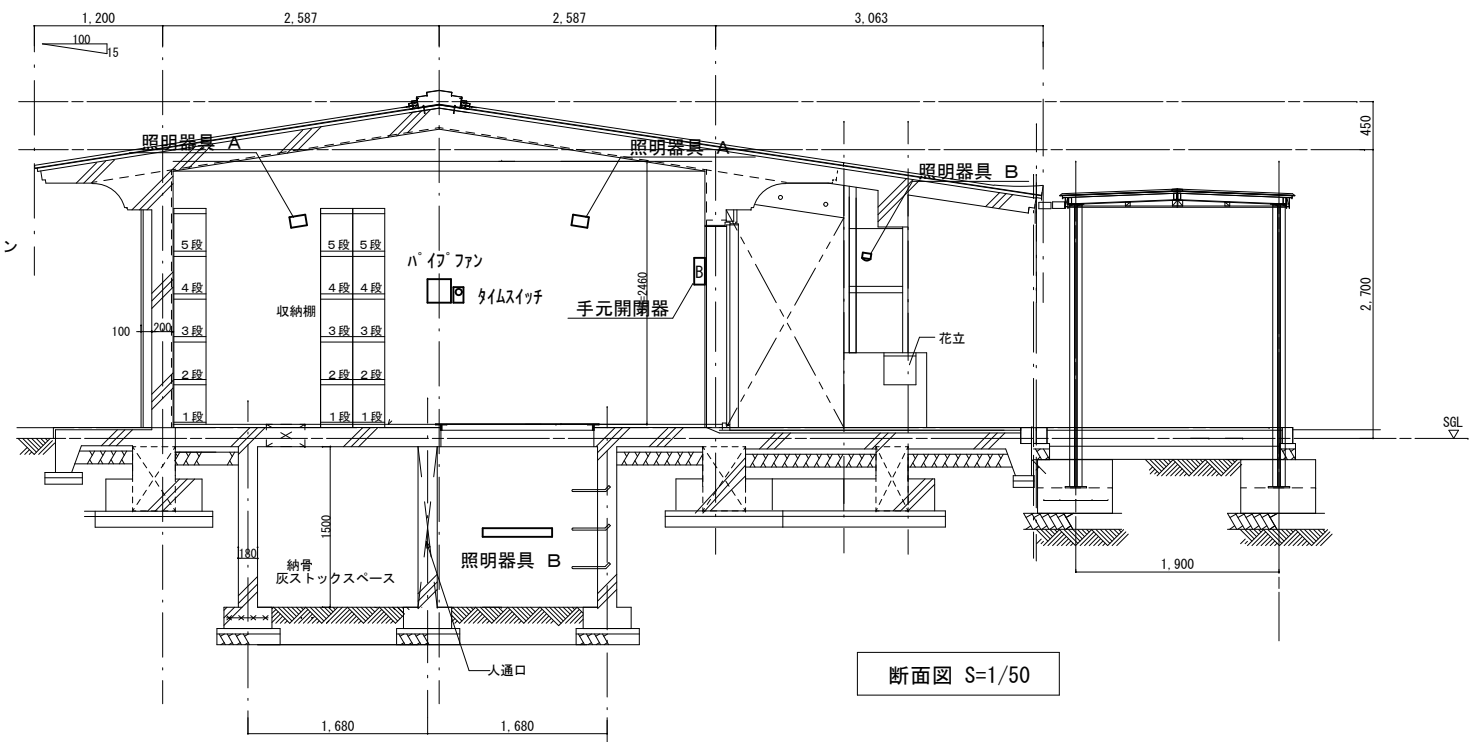 1,200
2,587
2,587
3,063
100
15
照明器具 A
照明器具 A
照明器具 B
450
2,700
ン
5段
5段 5段
4段
4段 4段
3段
3段 3段
2段
2段 2段
1段
1段 1段
収納棚
パイプファン
タイムスイッチ
B
手元開閉器
=2460
花立
100
200
SGL
1500
180
納骨
灰ストックスペース
照明器具 B
人通口
1,900
1,680
1,680
断面図 S=1/50